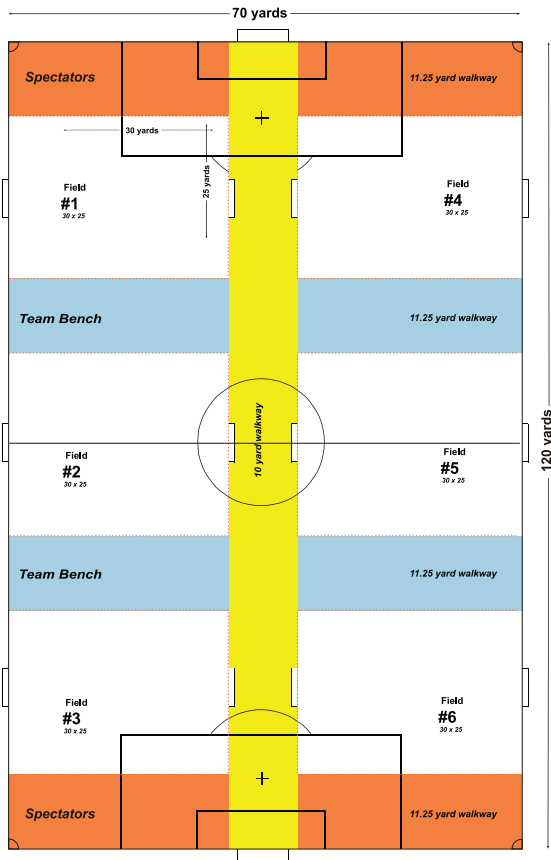 70 yards
Spectators
11.25 yard walkway
30 yards
25 yards
Field
#1
30 x 25
Field
#4
30 x 25
Team Bench
11.25 yard walkway
10 yard walkway
120 yards
Field
#2
30 x 25
Field
#5
30 x 25
Team Bench
11.25 yard walkway
Field
#3
30 x 25
Field
#6
30 x 25
Spectators
11.25 yard walkway